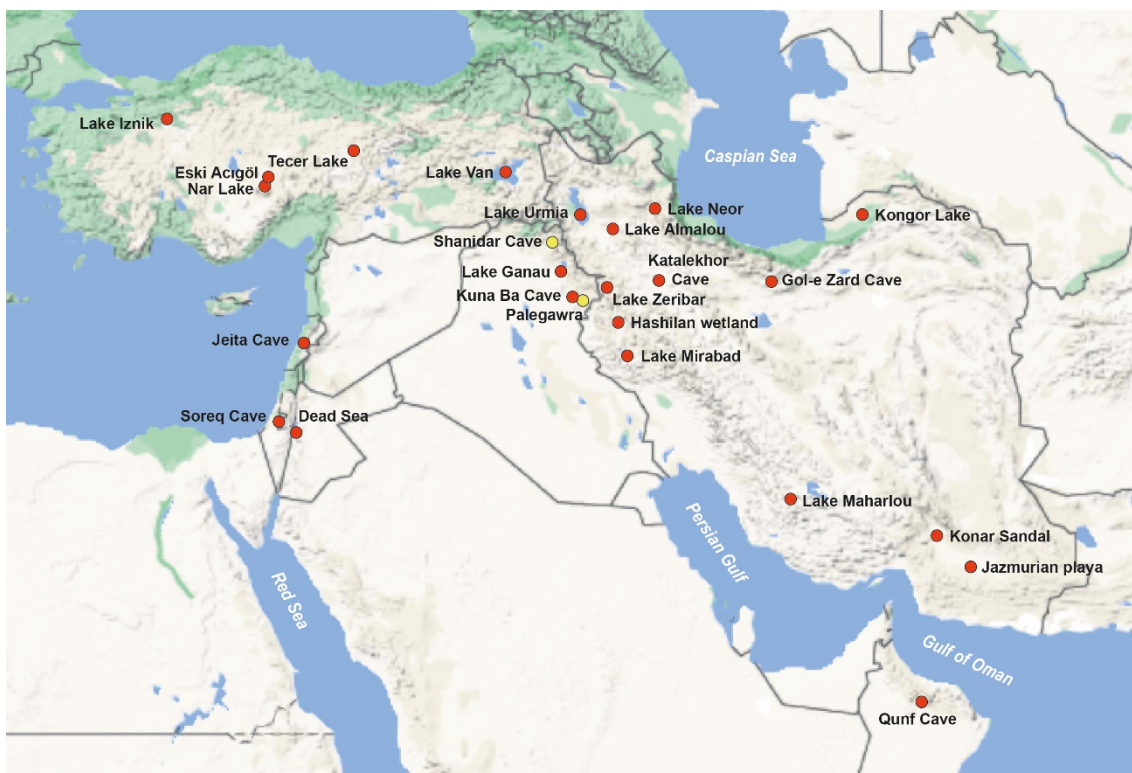 Lake Iznik
Caspian Sea
Tecer Lake
Eski Acıgöl
Nar Lake
Lake Van
Lake Urmia
Lake Neor
Kongor Lake
Lake Almalou
Shanidar Cave
Katalekhor
Cave
Lake Ganau
Gol-e Zard Cave
Kuna Ba Cave
Lake Zeribar
Palegawra
Hashilan wetland
Jeita Cave
Lake Mirabad
Soreq Cave
Dead Sea
Lake Maharlou
Persian Gulf
Konar Sandal
Jazmurian playa
Red Sea
Gulf of Oman
Qunf Cave